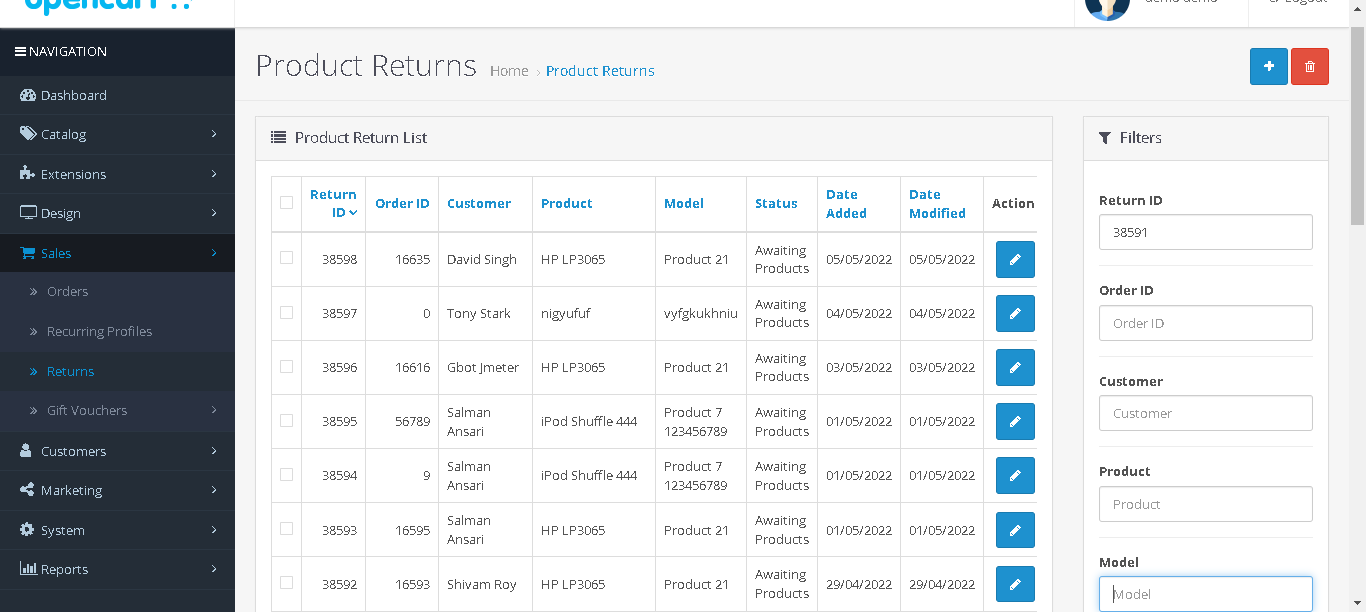 opencart
demo demo
Logout
NAVIGATION
Dashboard
Catalog
Extensions
Design
Sales
Orders
Recurring Profiles
Returns
Gift Vouchers
Customers
Marketing
System
Reports
Product Returns Home › Product Returns
Product Return List
Return ID Order ID Customer Product Model Status Date Added Date Modified Action
38598 16635 David Singh HP LP3065 Product 21 Awaiting Products 05/05/2022 05/05/2022
38597 0 Tony Stark nigyufuf vyfgkukhniu Awaiting Products 04/05/2022 04/05/2022
38596 16616 Gbot Jmeter HP LP3065 Product 21 Awaiting Products 03/05/2022 03/05/2022
38595 56789 Salman Ansari iPod Shuffle 444 Product 7 123456789 Awaiting Products 01/05/2022 01/05/2022
38594 9 Salman Ansari iPod Shuffle 444 Product 7 123456789 Awaiting Products 01/05/2022 01/05/2022
38593 16595 Salman Ansari HP LP3065 Product 21 Awaiting Products 01/05/2022 01/05/2022
38592 16593 Shivam Roy HP LP3065 Product 21 Awaiting Products 29/04/2022 29/04/2022
Filters
Return ID
38591
Order ID
Order ID
Customer
Customer
Product
Product
Model
Model